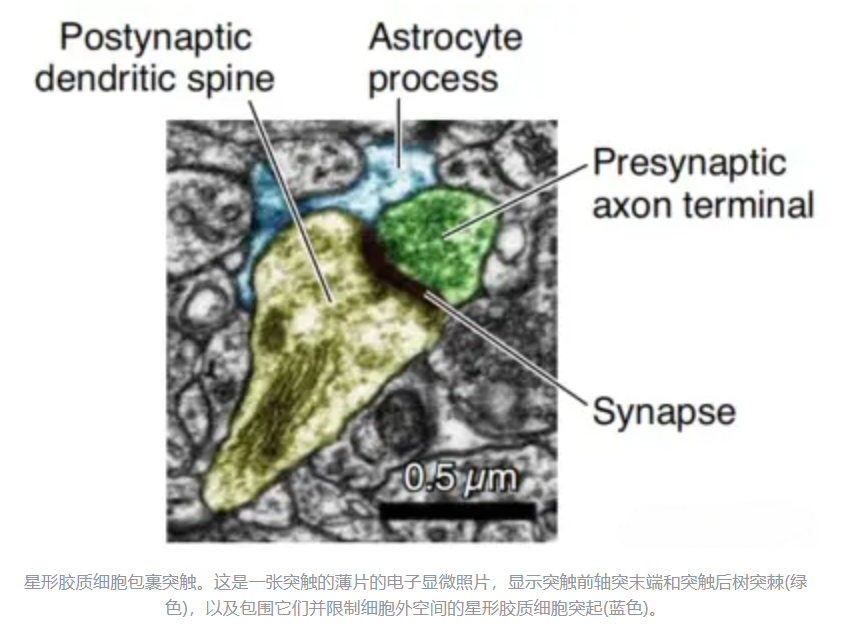 Postynaptic
dendritic spine
Astrocyte
process
Presynaptic
axon terminal
Synapse
0.5 μm
星形胶质细胞包裹突触。这是一张突触的薄片的电子显微照片，显示突触前轴突末端和突触后树突棘(绿
色)，以及包围它们并限制细胞外空间的星形胶质细胞突起(蓝色)。